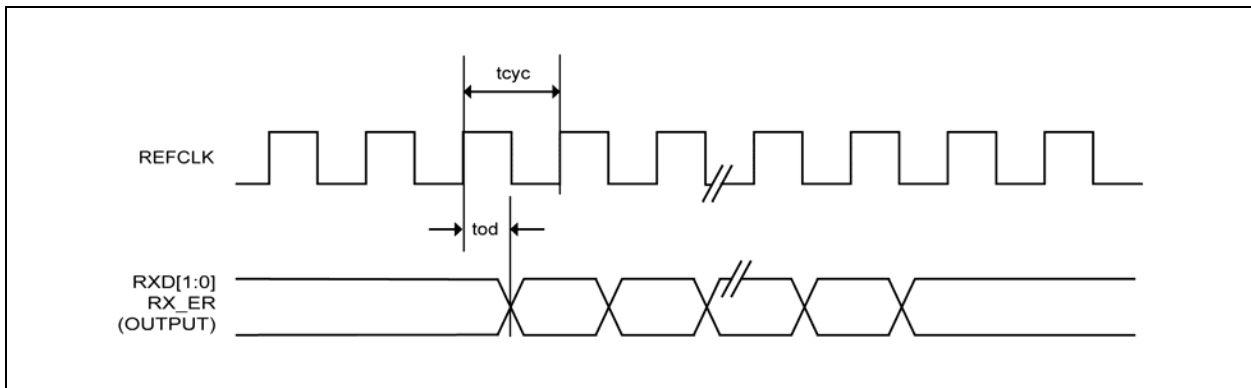 tcyc
REFCLK
tod
RXD[1:0]
RX_ER
(OUTPUT)